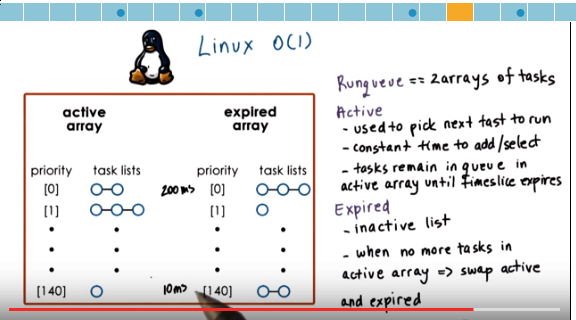 Linux O(1)
active array
expired array
priority task lists priority task lists
[0] 200ms [0]
[1] [1]
[140] 10ms [140]
Runqueue == 2 arrays of tasks
Active
- used to pick next tast to run
- constant time to add/select
- tasks remain in queue in
active array until timeslice expires
Expired
- inactive list
- when no more tasks in
active array => swap active
and expired